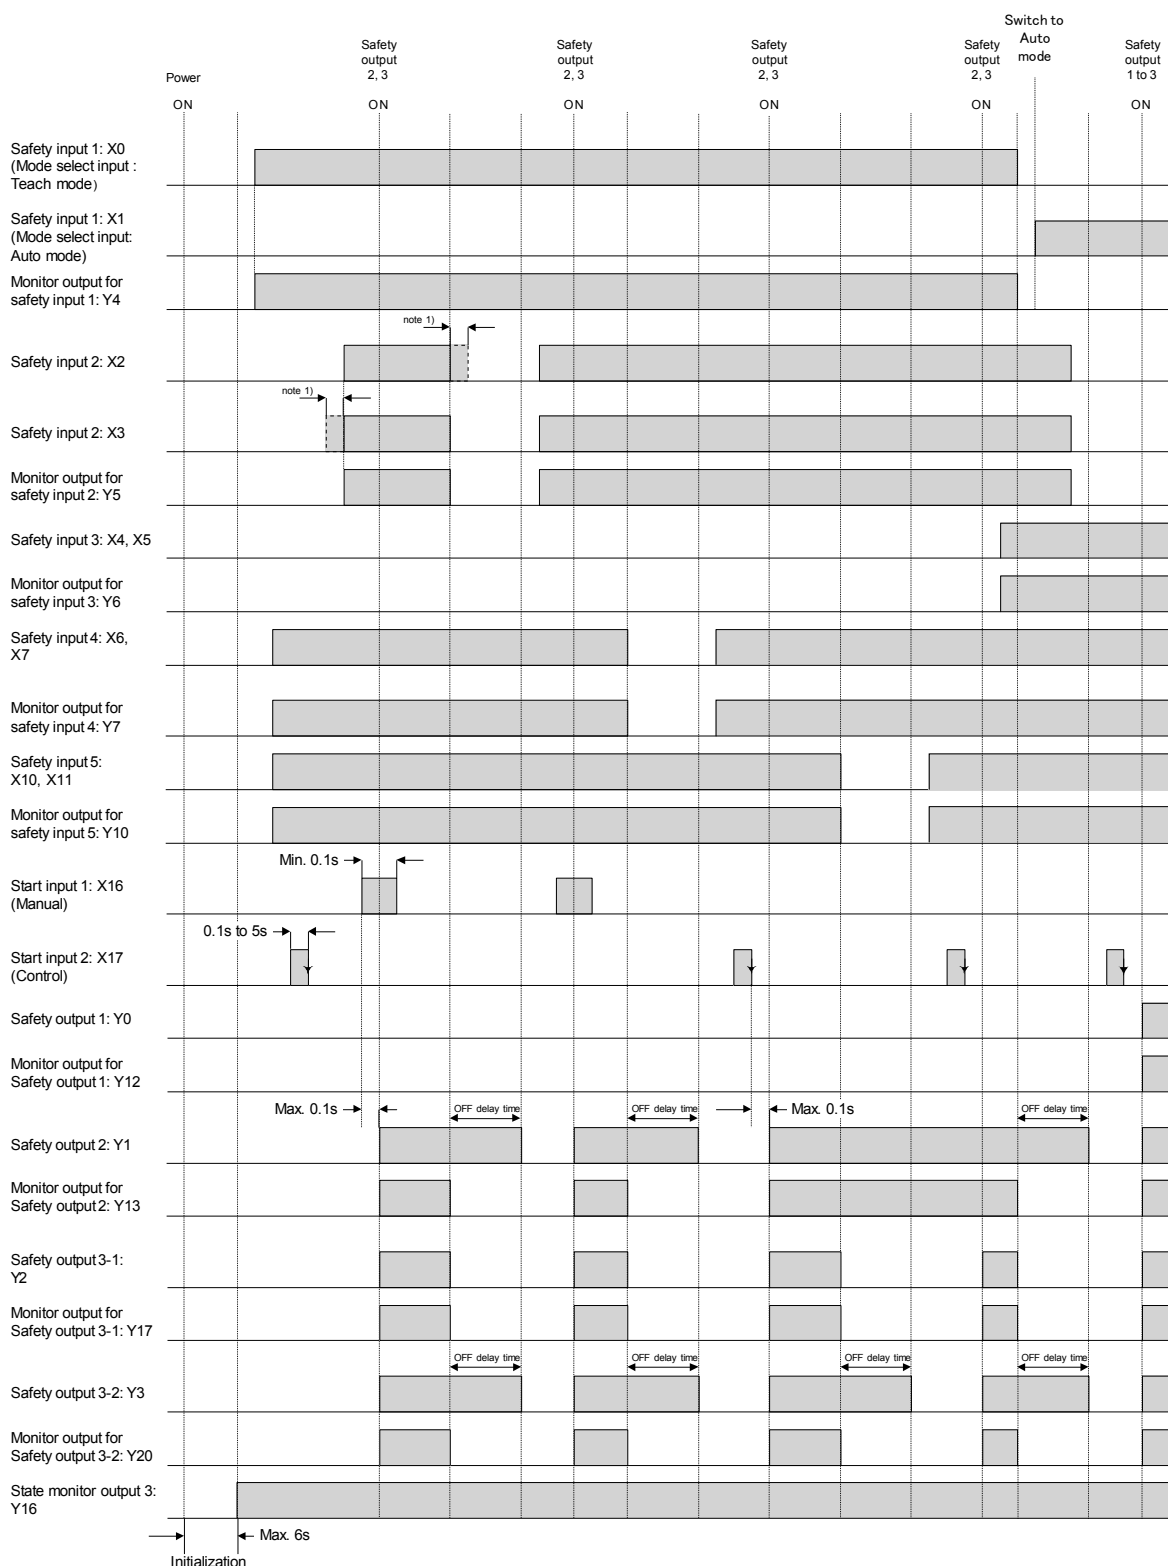 Switch to
Auto
mode
Safety
output
2, 3
Safety
output
2, 3
Safety
output
2, 3
Safety
output
2, 3
Safety
output
1 to 3
Power
ON
ON
ON
ON
ON
ON
Safety input 1: X0
(Mode select input :
Teach mode)
Safety input 1: X1
(Mode select input:
Auto mode)
Monitor output for
safety input 1: Y4
note 1)
Safety input 2: X2
note 1)
Safety input 2: X3
Monitor output for
safety input 2: Y5
Safety input 3: X4, X5
Monitor output for
safety input 3: Y6
Safety input 4: X6,
X7
Monitor output for
safety input 4: Y7
Safety input 5:
X10, X11
Monitor output for
safety input 5: Y10
Min. 0.1s
Start input 1: X16
(Manual)
0.1s to 5s
Start input 2: X17
(Control)
Safety output 1: Y0
Monitor output for
Safety output 1: Y12
Max. 0.1s
OFF delay time
OFF delay time
Max. 0.1s
OFF delay time
Safety output 2: Y1
Monitor output for
Safety output 2: Y13
Safety output 3-1:
Y2
Monitor output for
Safety output 3-1: Y17
OFF delay time
OFF delay time
OFF delay time
OFF delay time
Safety output 3-2: Y3
Monitor output for
Safety output 3-2: Y20
State monitor output 3:
Y16
Max. 6s
Initialization